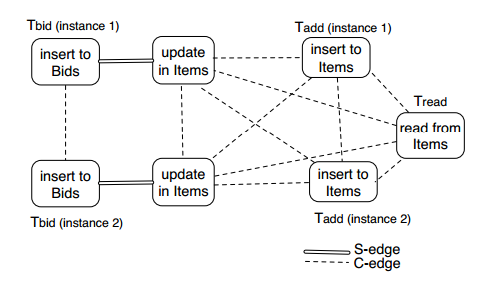 Tbid (instance 1)
insert to
Bids
update
in Items
Tadd (instance 1)
insert to
Items
Tread
read from
Items
insert to
Bids
update
in Items
insert to
Items
Tbid (instance 2)
Tadd (instance 2)
S-edge
C-edge